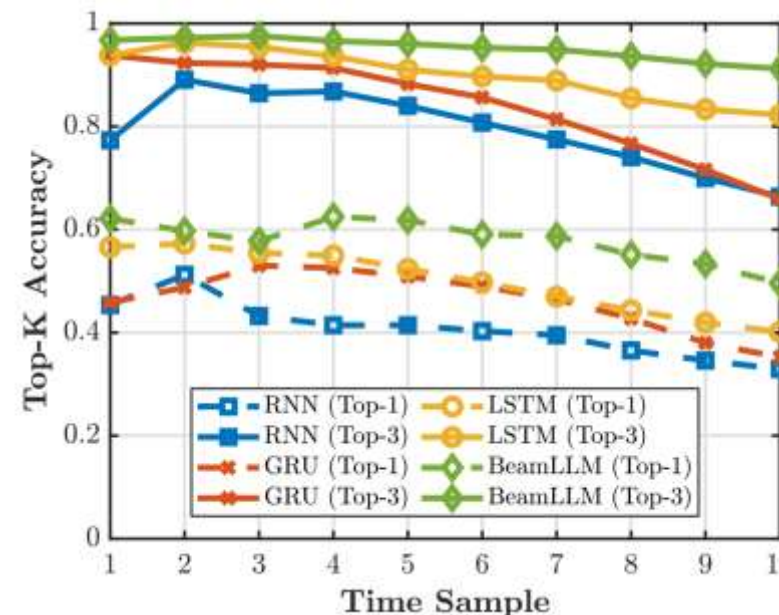 1
0.8
0.6
0.4
0.2
0
Top-K Accuracy
RNN (Top-1) LSTM (Top-1)
RNN (Top-3) LSTM (Top-3)
GRU (Top-1) BeamLLM (Top-1)
GRU (Top-3) BeamLLM (Top-3)
1 2 3 4 5 6 7 8 9 1
Time Sample